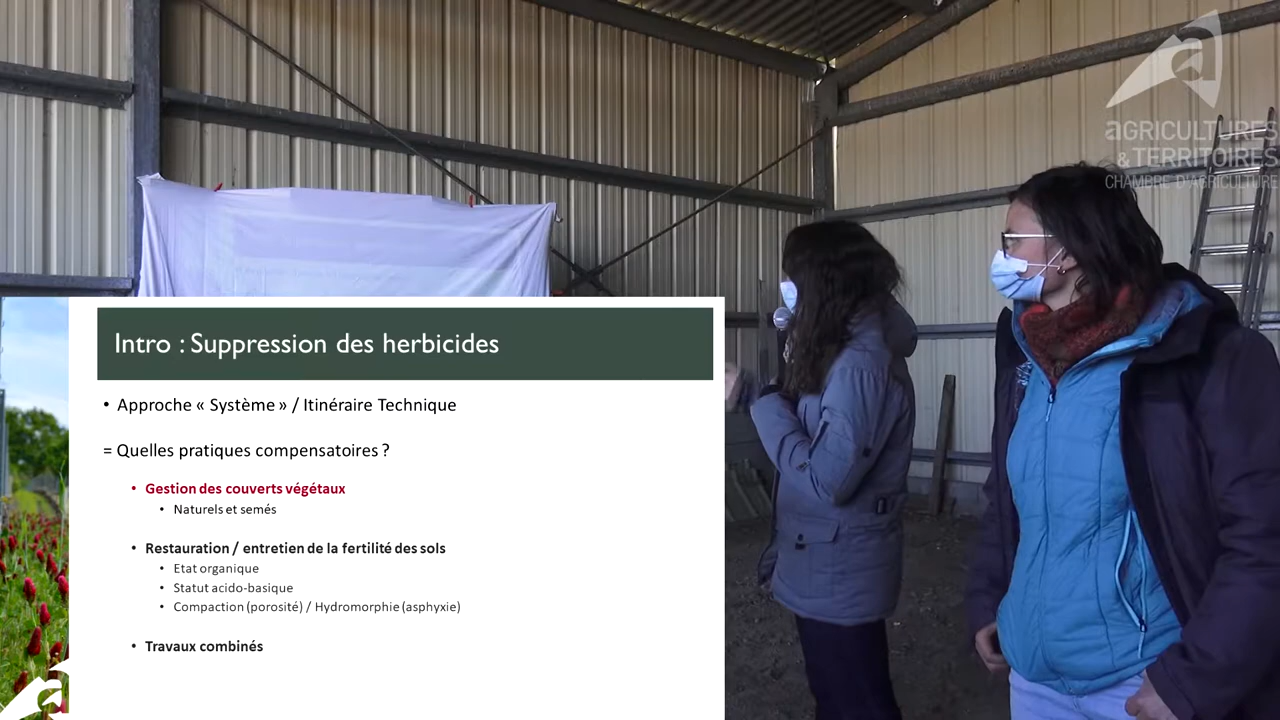 AGRICULTURES
& TERRITOIRES
CHAMBRE D'AGRICULTURE
Intro : Suppression des herbicides
• Approche « Système » / Itinéraire Technique
= Quelles pratiques compensatoires ?
• Gestion des couverts végétaux
• Naturels et semés
• Restauration / entretien de la fertilité des sols
• Etat organique
• Statut acido-basique
• Compaction (porosité) / Hydromorphie (asphyxie)
• Travaux combinés